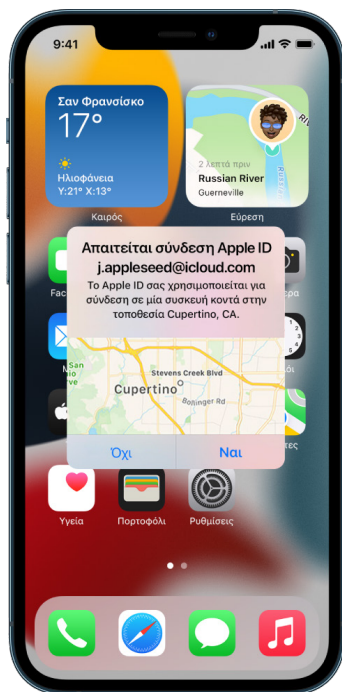 9:41
Σαν Φρανσίσκο
17°
Ηλιοφάνεια
Υ:21° Χ:13°
Καιρός
2 λεπτά πριν
Russian River
Guerneville
Εύρεση
Απαιτείται σύνδεση Apple ID
j.appleseed@icloud.com
Το Apple ID σας χρησιμοποιείται για
σύνδεση σε μία συσκευή κοντά στην
τοποθεσία Cupertino, CA.
Stevens Creek Blvd
Cupertino
Bollinger Rd
Όχι
Ναι
Υγεία
Πορτοφόλι
Ρυθμίσεις